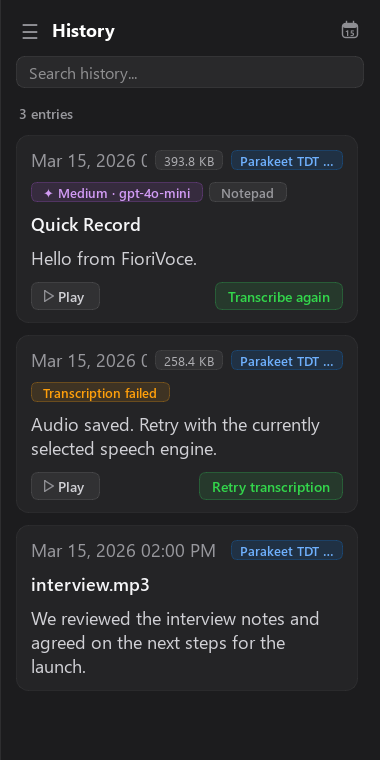 History
15
Search history...
3 entries
Mar 15, 2026 0 393.8 KB Parakeet TDT ...
✦ Medium · gpt-4o-mini Notepad
Quick Record
Hello from FioriVoce.
Play Transcribe again
Mar 15, 2026 0 258.4 KB Parakeet TDT ...
Transcription failed
Audio saved. Retry with the currently
selected speech engine.
Play Retry transcription
Mar 15, 2026 02:00 PM Parakeet TDT ...
interview.mp3
We reviewed the interview notes and
agreed on the next steps for the
launch.